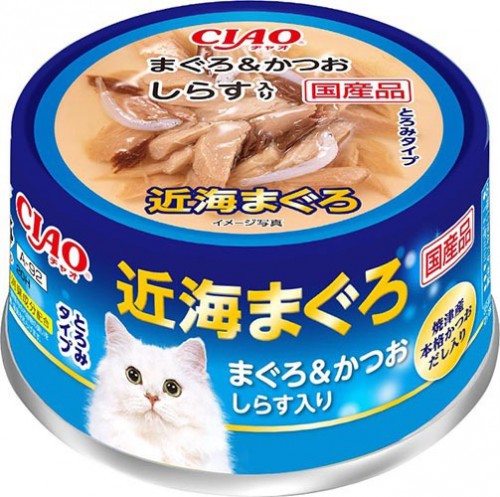 CIAO
チャオ
まぐろ&かつお
しらす入り
国産品
とろみタイプ
近海まぐろ
イメージ写真
CIAO
チャオ
A-92
とろみ
タイプ
国産品
近海まぐろ
焼津産
本格かつお
だし入り
まぐろ&かつお
しらす入り